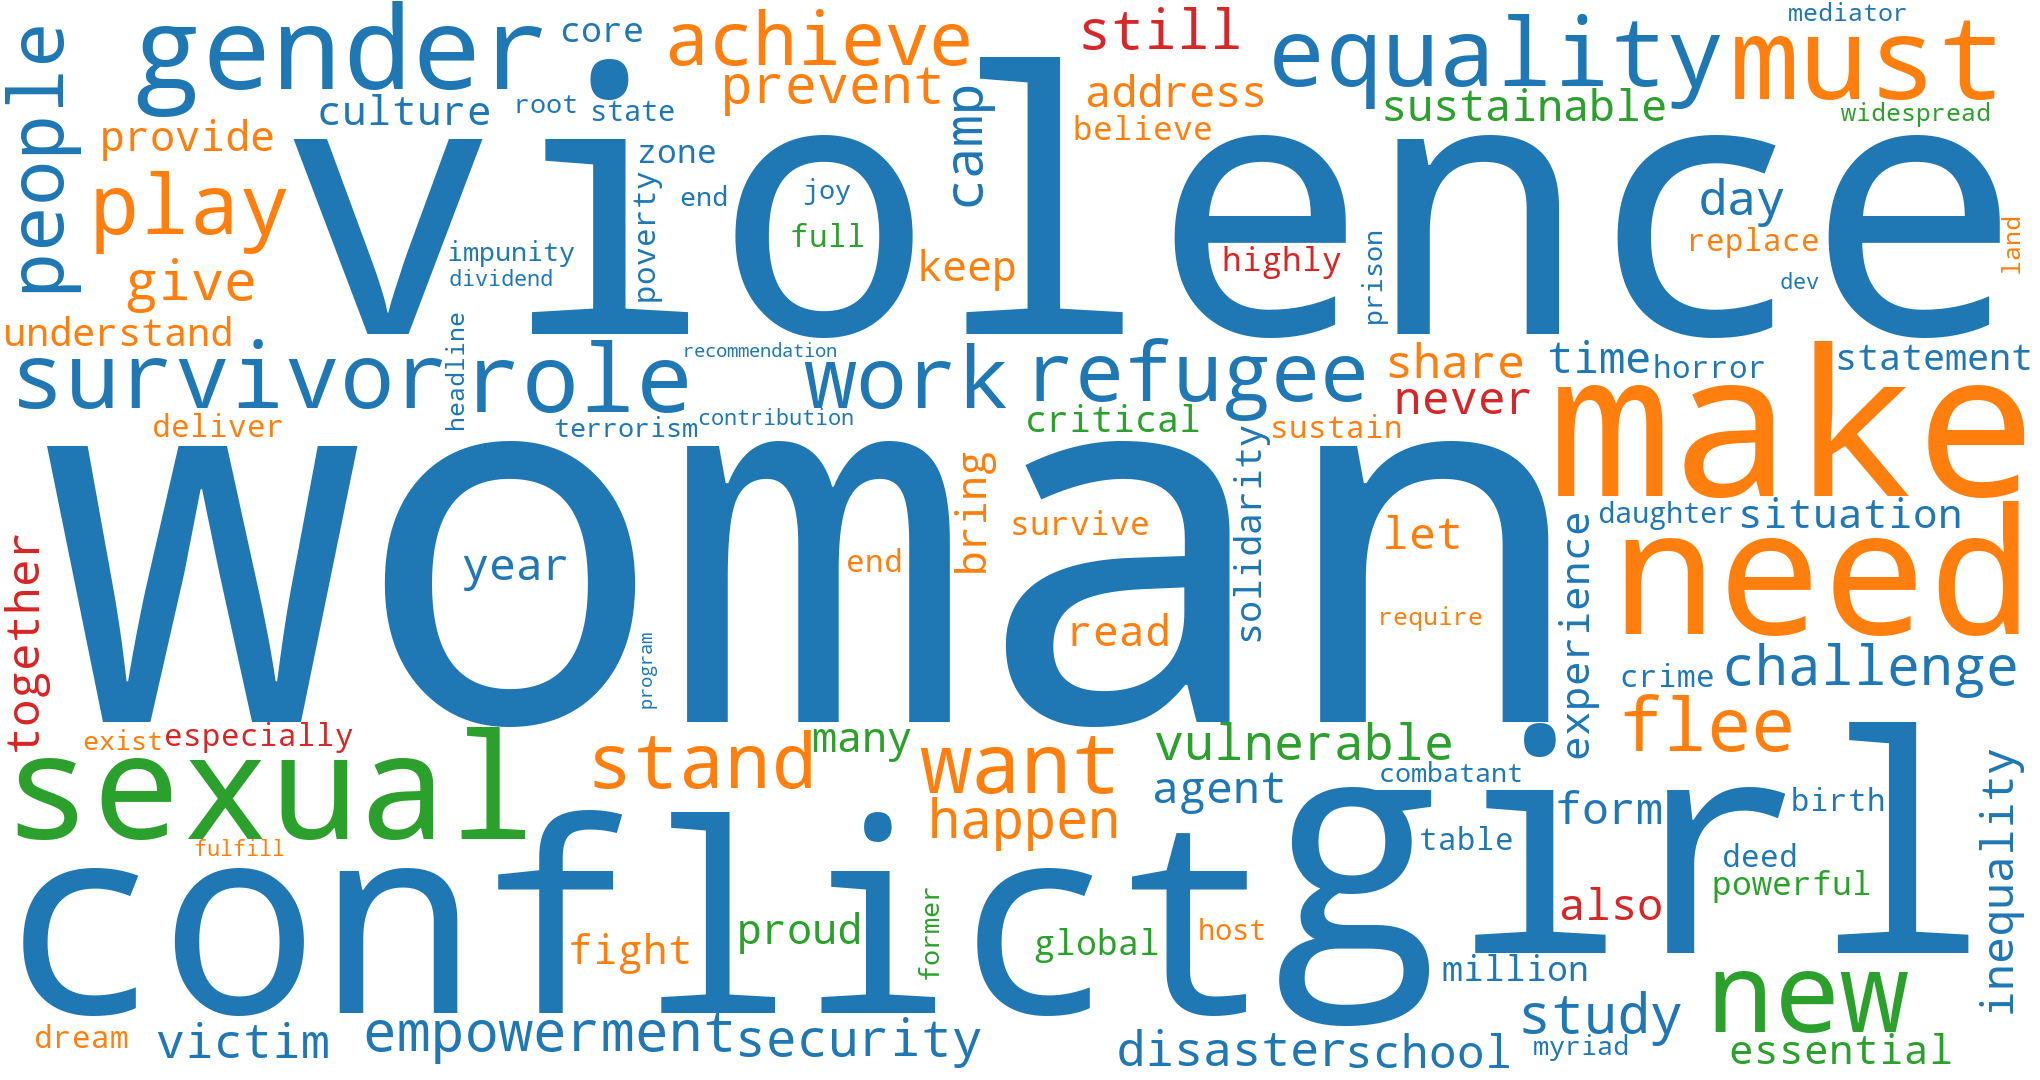 gender
core
achieve
still
equality
mediator
must
people
culture
root
state
prevent
camp
address
believe
sustainable
widespread
provide
violence
zone
play
poverty
end
joy
full
day
replace
dev
land
give
impunity
dividend
keep
highly
prison
understand
survivor
headline
role
recommendation
work
refugee
share
never
time
horror
statement
make
deliver
terrorism
contribution
critical
sustain
woman
year
end
bring
survive
solidarity
let
read
require
program
experience
daughter
situation
need
together
crime
challenge
flee
exist
especially
sexual
stand
many
want
happen
vulnerable
agent
combatant
girl
form
birth
table
deed
powerful
inequality
fulfill
conflict
fight
proud
former
global
host
also
million
new
dream
victim
empowerment
security
disaster
school
study
myriad
essential